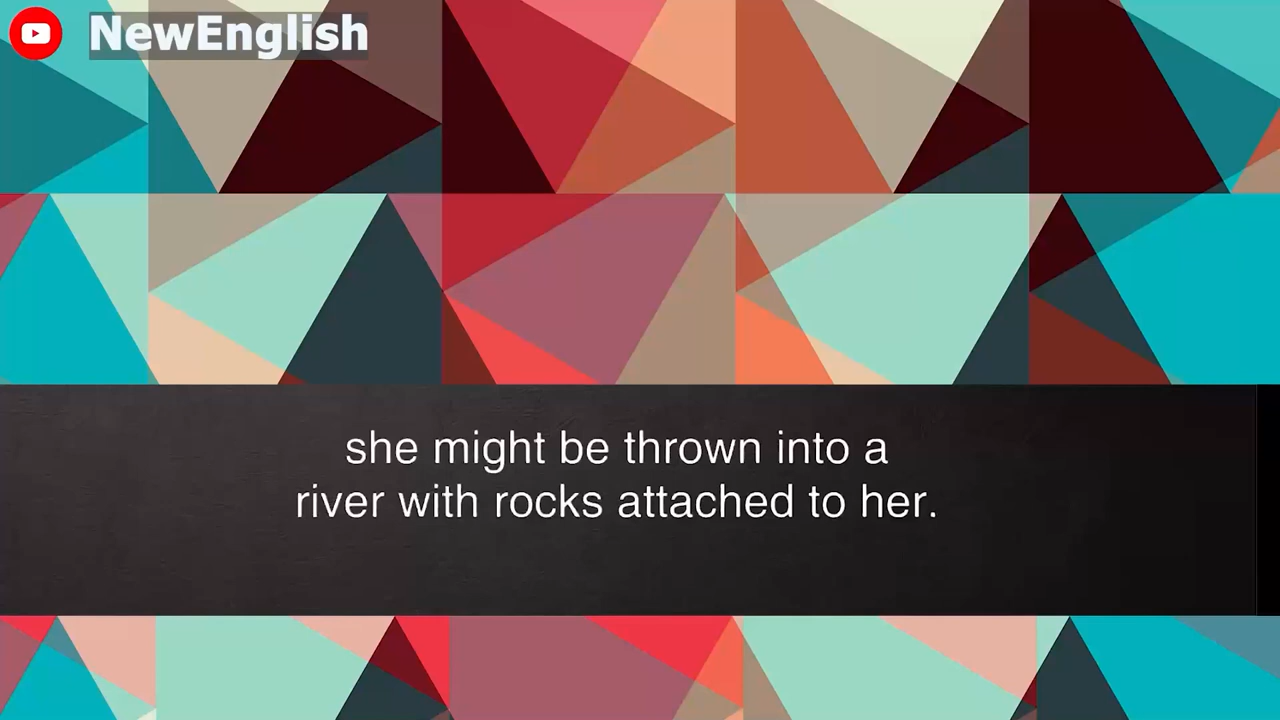 NewEnglish
she might be thrown into a
river with rocks attached to her.